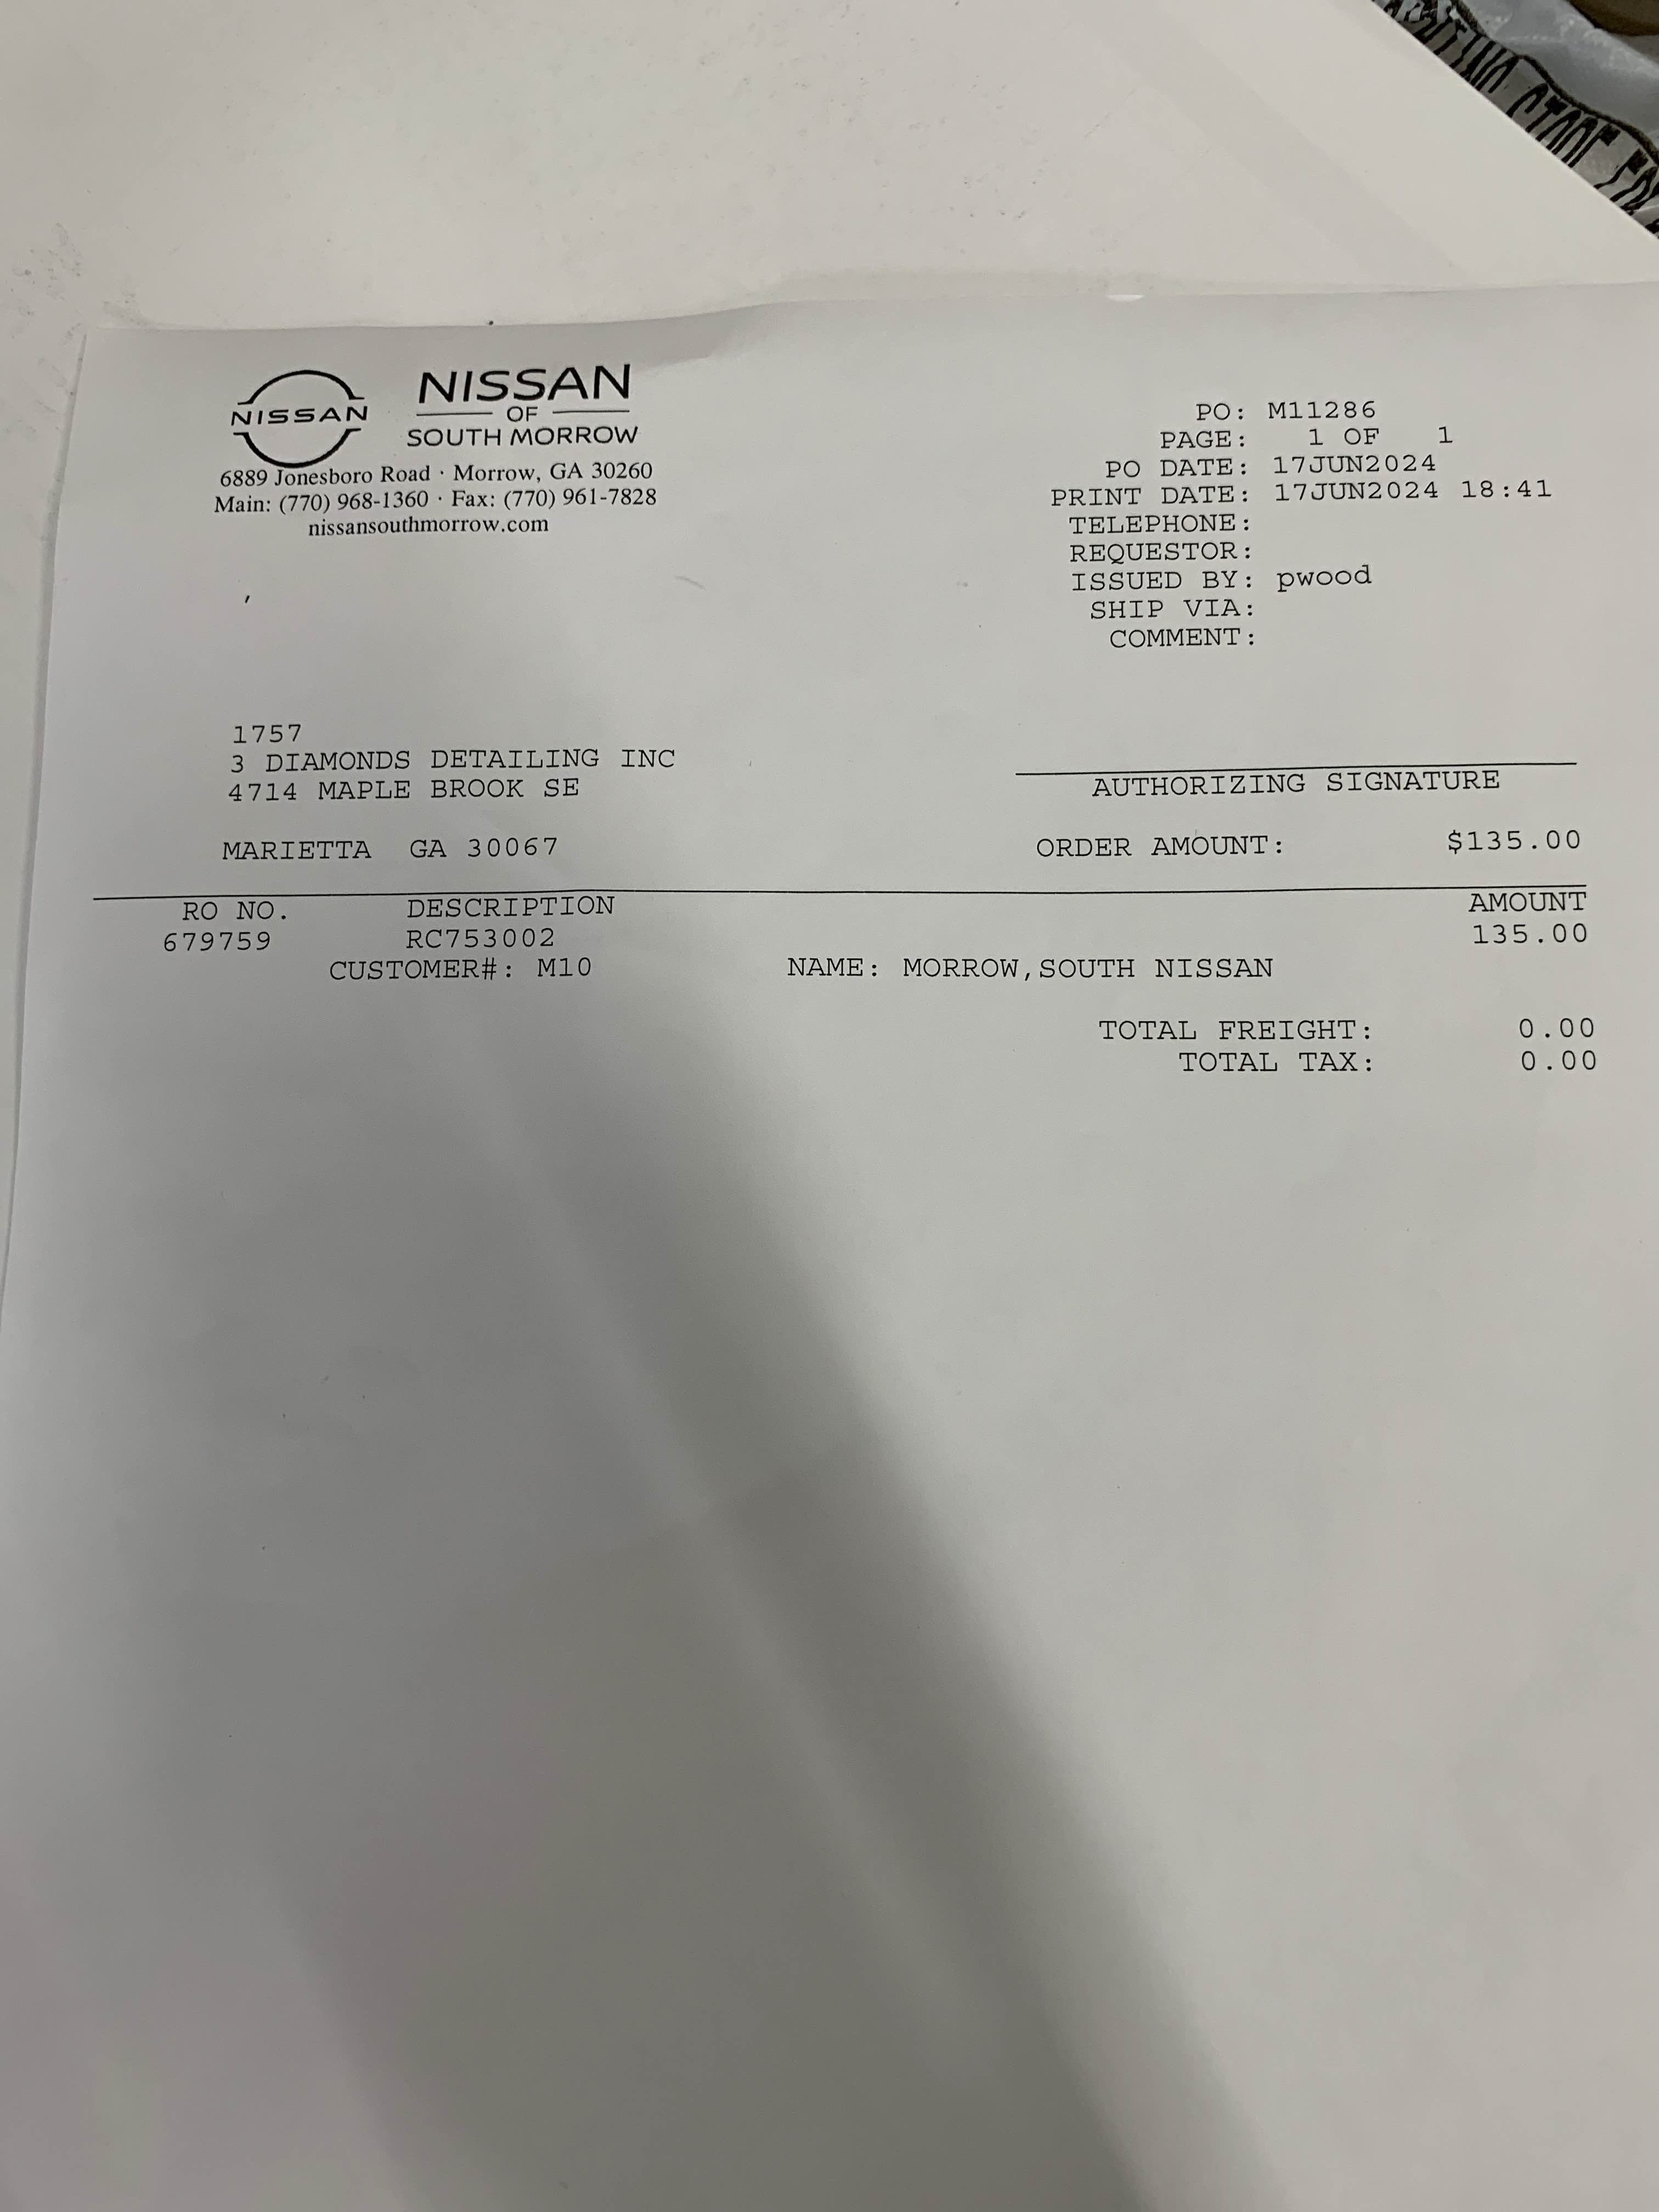 NISSAN
NISSAN
OF
SOUTH MORROW
6889 Jonesboro Road · Morrow, GA 30260
Main: (770) 968-1360 · Fax: (770) 961-7828
nissansouthmorrow.com
PO: M11286
PAGE: 1 OF 1
PO DATE: 17JUN2024
PRINT DATE: 17JUN2024 18:41
TELEPHONE:
REQUESTOR:
ISSUED BY: pwood
SHIP VIA:
COMMENT:
1757
3 DIAMONDS DETAILING INC
4714 MAPLE BROOK SE
MARIETTA GA 30067
AUTHORIZING SIGNATURE
ORDER AMOUNT: $135.00
RO NO. DESCRIPTION AMOUNT
679759 RC753002 135.00
CUSTOMER#: M10 NAME: MORROW,SOUTH NISSAN
TOTAL FREIGHT: 0.00
TOTAL TAX: 0.00